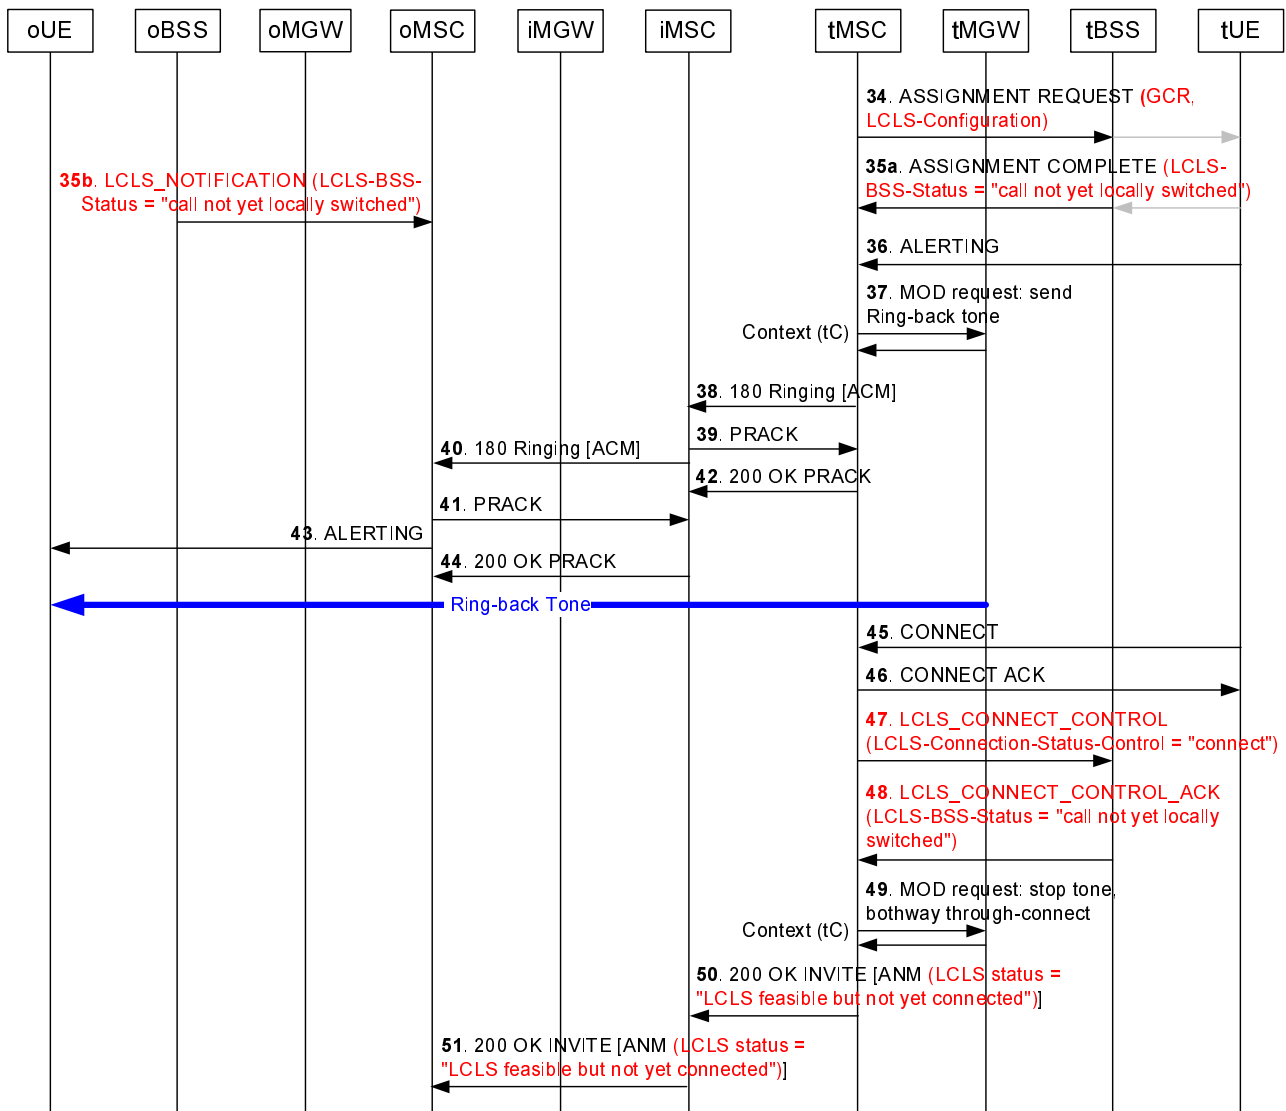 oUE oBSS oMGW oMSC iMGW iMSC tMSC tMGW tBSS tUE
34. ASSIGNMENT REQUEST (GCR,
LCLS-Configuration)
35a. ASSIGNMENT COMPLETE (LCLS-
BSS-Status = "call not yet locally switched")
35b. LCLS_NOTIFICATION (LCLS-BSS-
Status = "call not yet locally switched")
36. ALERTING
37. MOD request: send
Ring-back tone
Context (tC)
38. 180 Ringing [ACM]
39. PRACK
40. 180 Ringing [ACM]
42. 200 OK PRACK
41. PRACK
43. ALERTING
44. 200 OK PRACK
Ring-back Tone
45. CONNECT
46. CONNECT ACK
47. LCLS_CONNECT_CONTROL
(LCLS-Connection-Status-Control = "connect")
48. LCLS_CONNECT_CONTROL_ACK
(LCLS-BSS-Status = "call not yet locally
switched")
49. MOD request: stop tone,
bothway through-connect
Context (tC)
50. 200 OK INVITE [ANM (LCLS status =
"LCLS feasible but not yet connected")]
51. 200 OK INVITE [ANM (LCLS status =
"LCLS feasible but not yet connected")]